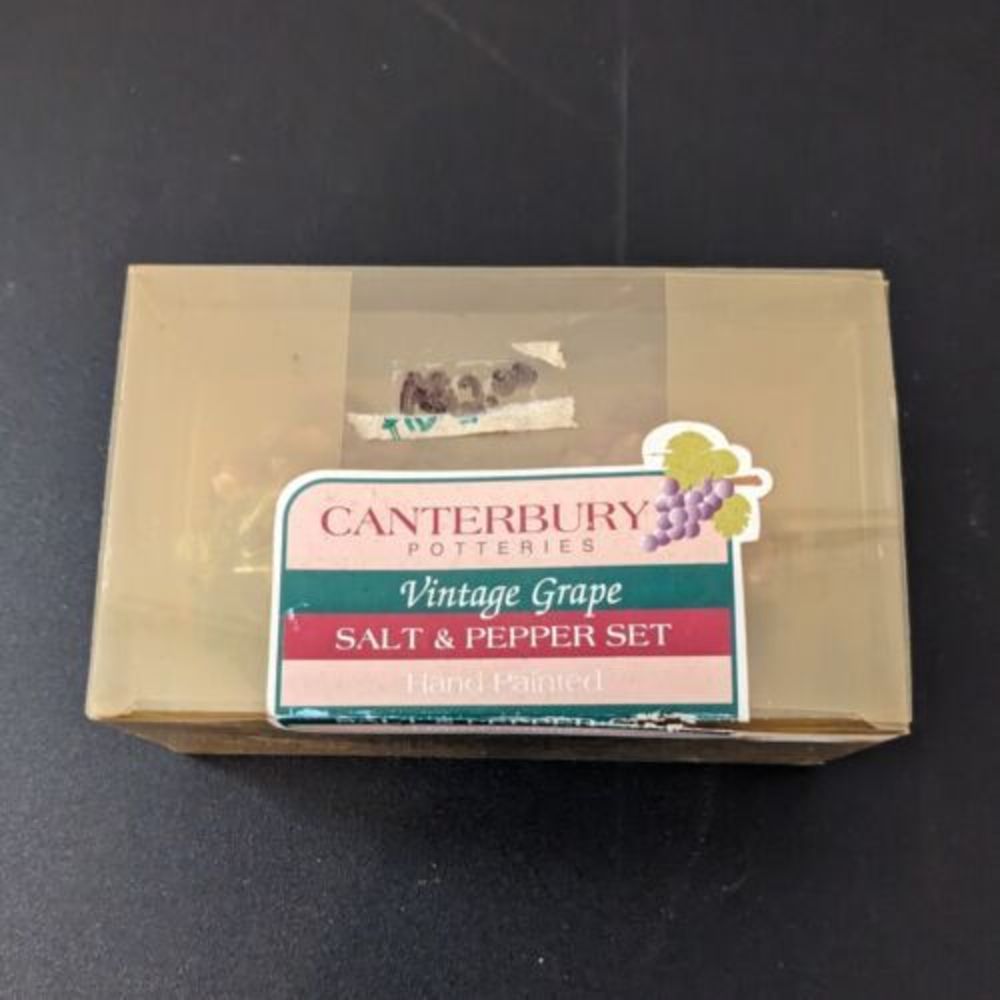 CANTERBURY
POTTERIES
Vintage Grape
SALT & PEPPER SET
Hand Painted